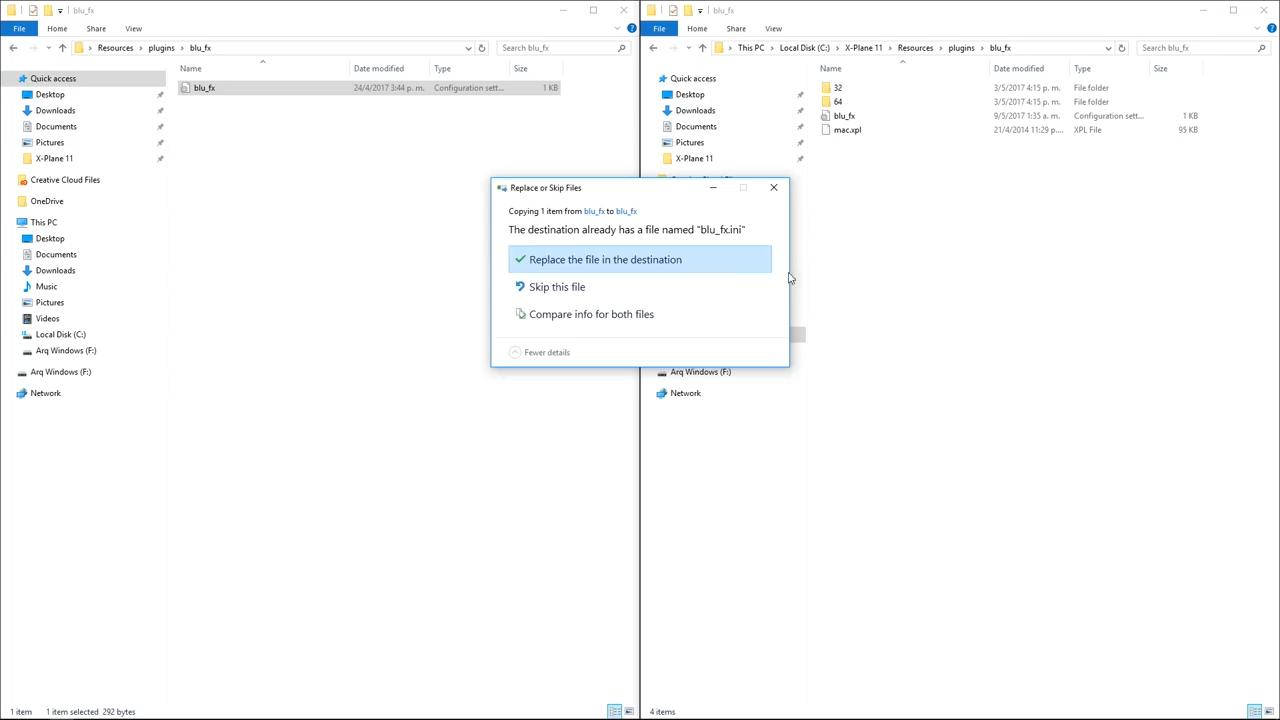 blu_fx
File Home Share View
Resources plugins blu_fx
Search blu_fx
Name Date modified Type Size
Quick access
Desktop
Downloads
Documents
Pictures
X-Plane 11
Creative Cloud Files
OneDrive
This PC
Desktop
Documents
Downloads
Music
Pictures
Videos
Local Disk (C:)
Arq Windows (F:)
Arq Windows (F:)
Network
blu_fx 24/4/2017 3:44 p. m. Configuration sett... 1 KB
1 item 1 item selected 292 bytes
Replace or Skip Files
Copying 1 item from blu_fx to blu_fx
The destination already has a file named "blu_fx.ini"
Replace the file in the destination
Skip this file
Compare info for both files
Fewer details
blu_fx
File Home Share View
This PC Local Disk (C:) X-Plane 11 Resources plugins blu_fx
Search blu_fx
Name Date modified Type Size
Quick access
Desktop
Downloads
Documents
Pictures
X-Plane 11
Arq Windows (F:)
Network
32 3/5/2017 4:15 p. m. File folder
64 3/5/2017 4:15 p. m. File folder
blu_fx 9/5/2017 1:35 a. m. Configuration sett... 1 KB
mac.xpl 21/4/2014 11:29 p.... XPL File 95 KB
4 items